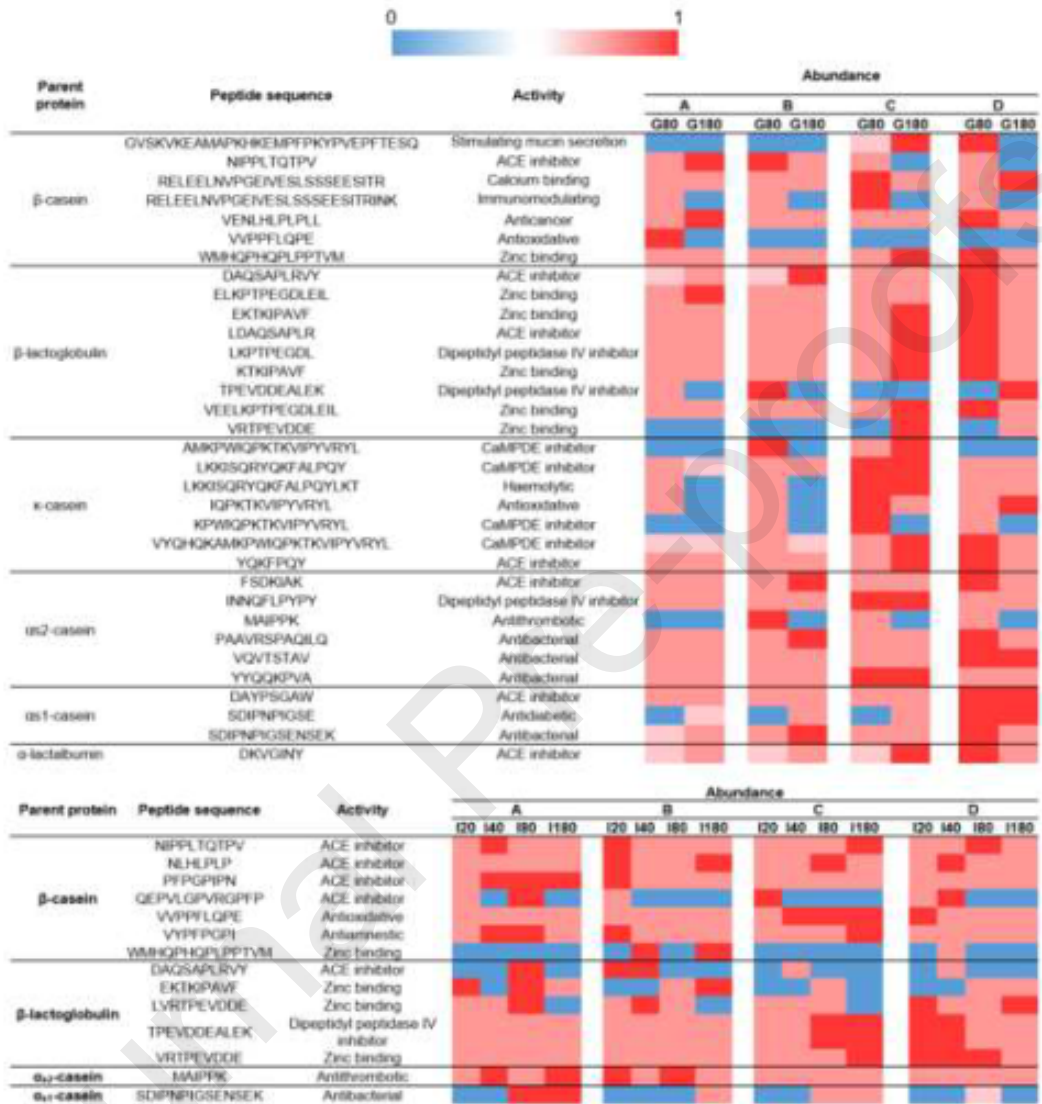 0 1
Abundance
Parent protein Peptide sequence Activity A B C D
G80 G180 G80 G180 G80 G180 G80 G180
GVSKVKEAMAPKHKEMPFPKYPVEPFTESQ Stimulating mucin secretion
NIPPLTQTPV ACE inhibitor
RELEELNVPGEIVESLSSSEESITR Calcium binding
β-casein RELEELNVPGEIVESLSSSEESITRINK Immunomodulating
VENLHLPLPLL Anticancer
VVPPFLQPE Antioxidative
WMHQPHQPLPPTVM Zinc binding
DAQSAPLRVY ACE inhibitor
ELKPTPEGDLEIL Zinc binding
EKTKIPAVF Zinc binding
LDAQSAPLR ACE inhibitor
β-lactoglobulin LKPTPEGDL Dipeptidyl peptidase IV inhibitor
KTKIPAVF Zinc binding
TPEVDDEALEK Dipeptidyl peptidase IV inhibitor
VEELKPTPEGDLEIL Zinc binding
VRTPEVDDE Zinc binding
AMKPWIQPKTKVIPYVRYL CaMPDE inhibitor
LKKISQRYQKFALPQY CaMPDE inhibitor
LKKISQRYQKFALPQYLKT Haemolytic
κ-casein IQPKTKVIPYVRYL Antioxidative
KPWIQPKTKVIPYVRYL CaMPDE inhibitor
VYQHQKAMKPWIQPKTKVIPYVRYL CaMPDE inhibitor
YQKFPQY ACE inhibitor
FSDKIAK ACE inhibitor
INNQFLPYPY Dipeptidyl peptidase IV inhibitor
αs2-casein MAIPPK Antithrombotic
PAAVRSPAQILQ Antibacterial
VQVTSTAV Antibacterial
YYQQKPVA Antibacterial
DAYPSGAW ACE inhibitor
αs1-casein SDIPNPIGSE Antidiabetic
SDIPNPIGSENSEK Antibacterial
α-lactalbumin DKVGINY ACE inhibitor
Abundance
Parent protein Peptide sequence Activity A B C D
I20 I40 I80 I180 I20 I40 I80 I180 I20 I40 I80 I180 I20 I40 I80 I180
NIPPLTQTPV ACE inhibitor
NLHLPLP ACE inhibitor
PFPGPIPN ACE inhibitor
β-casein QEPVLGPVRGPFP ACE inhibitor
VVPPFLQPE Antioxidative
VYPFPGPI Antiamnestic
WMHQPHQPLPPTVM Zinc binding
DAQSAPLRVY ACE inhibitor
EKTKIPAVF Zinc binding
LVRTPEVDDE Zinc binding
β-lactoglobulin TPEVDDEALEK Dipeptidyl peptidase IV inhibitor
VRTPEVDDE Zinc binding
αs2-casein MAIPPK Antithrombotic
αs1-casein SDIPNPIGSENSEK Antibacterial
nal Pre-proofs